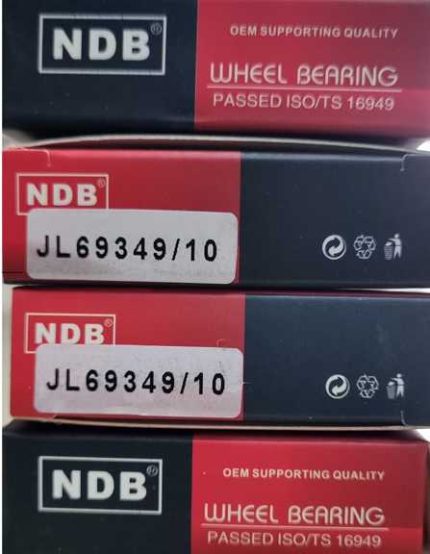 NDB®
OEM SUPPORTING QUALITY
WHEEL BEARING
PASSED ISO/TS 16949
NDB
JL69349/10
NDB®
JL69349/10
NDB®
OEM SUPPORTING QUALITY
WHEEL BEARING
PASSED ISO/TS 16949